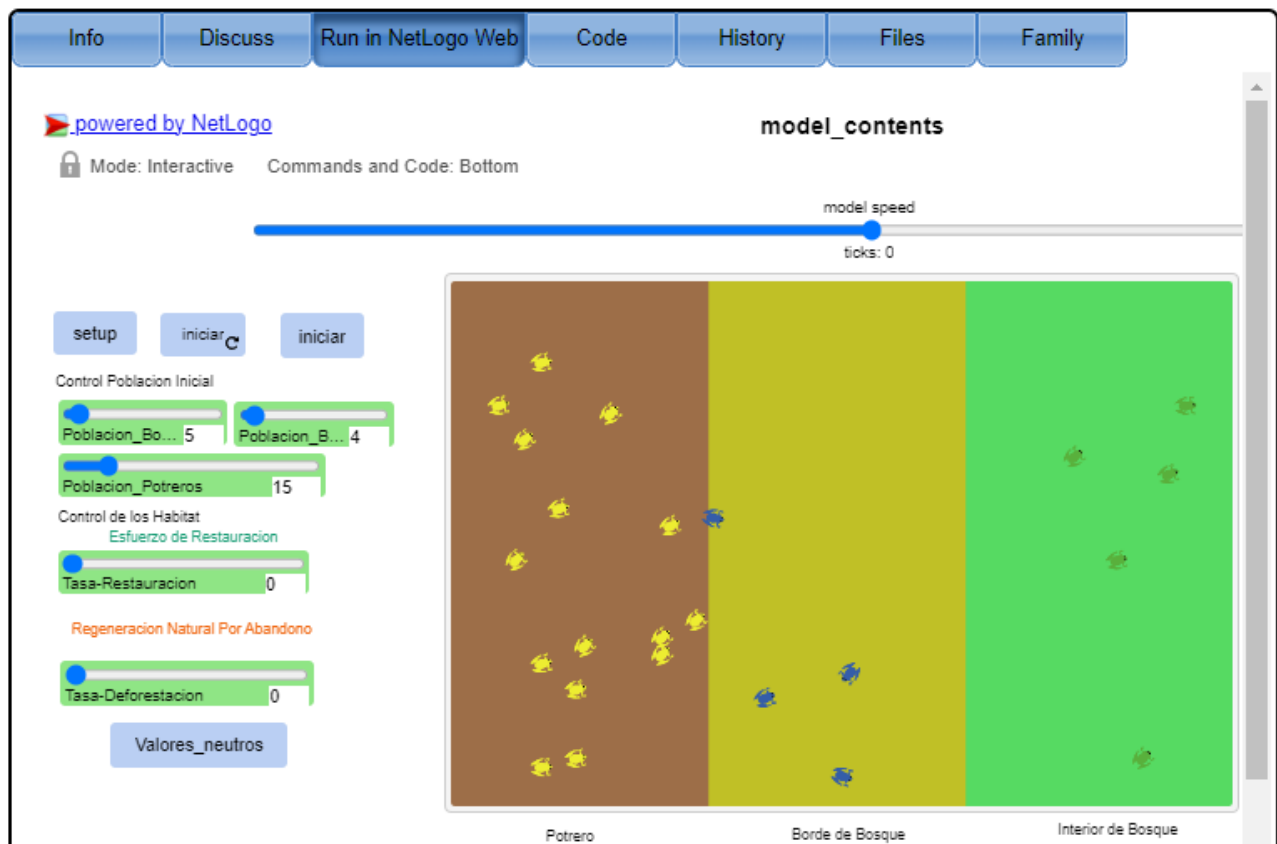 Info Discuss Run in NetLogo Web Code History Files Family
powered by NetLogo
model_contents
Mode: Interactive Commands and Code: Bottom
model speed
ticks: 0
setup iniciar iniciar
Control Poblacion Inicial
Poblacion_Bo... 5 Poblacion_B... 4
Poblacion_Potreros 15
Control de los Habitat
Esfuerzo de Restauracion
Tasa-Restauracion 0
Regeneracion Natural Por Abandono
Tasa-Deforestacion 0
Valores_neutros
Potrero Borde de Bosque Interior de Bosque